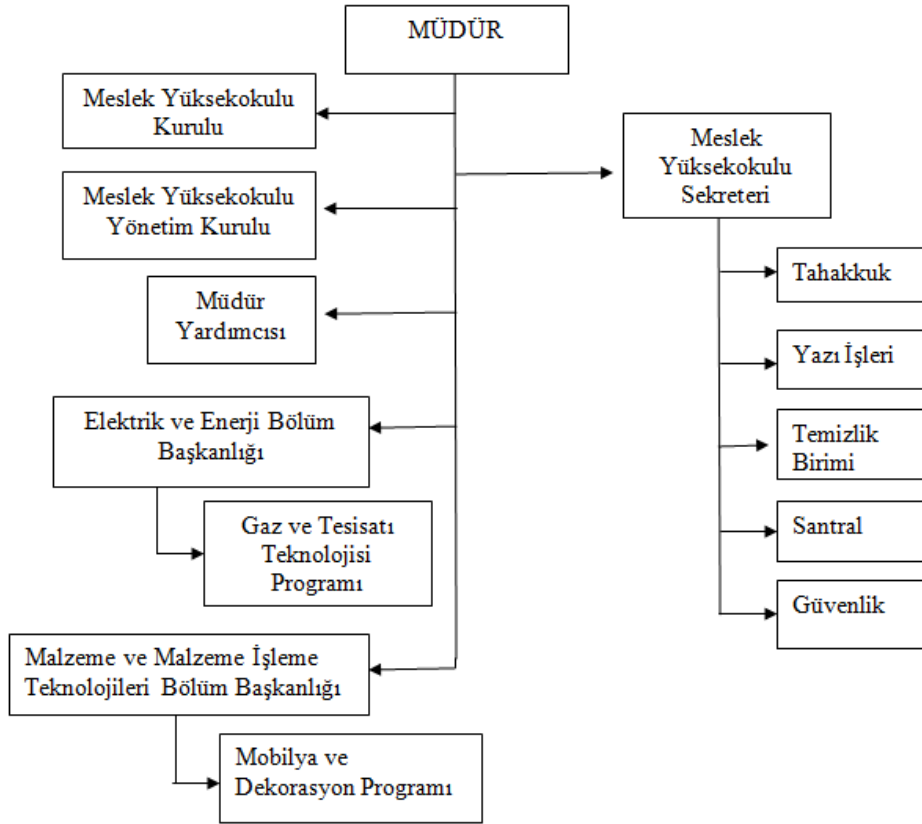 MÜDÜR
Meslek Yüksekokulu
Kurulu
Meslek Yüksekokulu
Yönetim Kurulu
Müdür
Yardımcısı
Elektrik ve Enerji Bölüm
Başkanlığı
Gaz ve Tesisatı
Teknolojisi
Programı
Malzeme ve Malzeme İşleme
Teknolojileri Bölüm Başkanlığı
Mobilya ve
Dekorasyon Programı
Meslek
Yüksekokulu
Sekreteri
Tahakkuk
Yazı İşleri
Temizlik
Birimi
Santral
Güvenlik